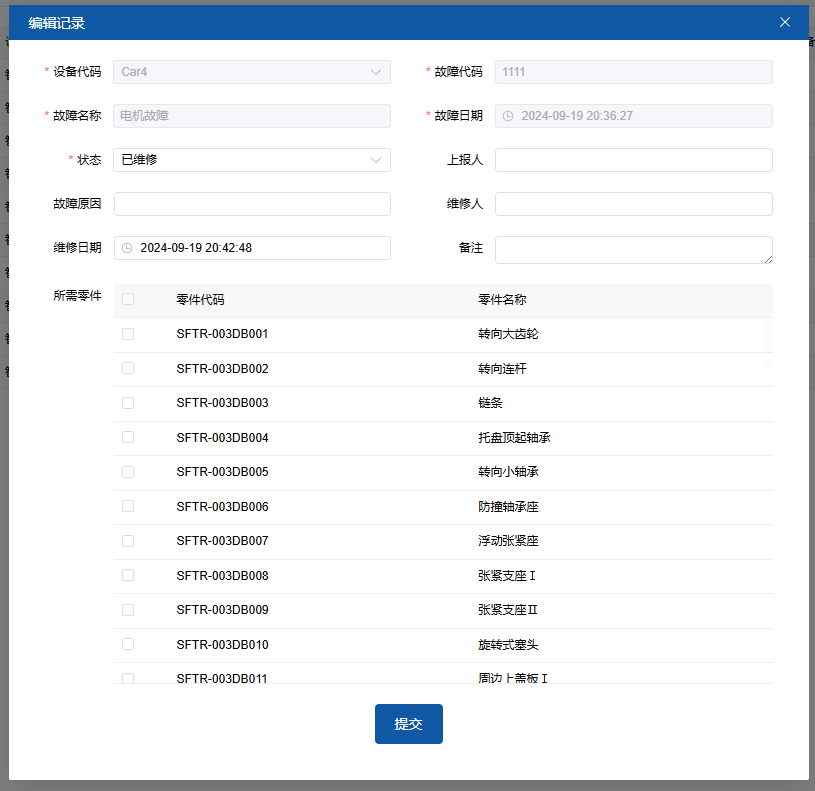 编辑记录
* 设备代码 Car4
* 故障代码 1111
* 故障名称 电机故障
* 故障日期 2024-09-19 20:36:27
* 状态 已维修
上报人
故障原因
维修人
维修日期 2024-09-19 20:42:48
备注
所需零件
零件代码 零件名称
SFTR-003DB001 转向大齿轮
SFTR-003DB002 转向连杆
SFTR-003DB003 链条
SFTR-003DB004 托盘顶起轴承
SFTR-003DB005 转向小轴承
SFTR-003DB006 防撞轴承座
SFTR-003DB007 浮动张紧座
SFTR-003DB008 张紧支座Ⅰ
SFTR-003DB009 张紧支座Ⅱ
SFTR-003DB010 旋转式塞头
SFTR-003DB011 周边上盖板Ⅰ
提交